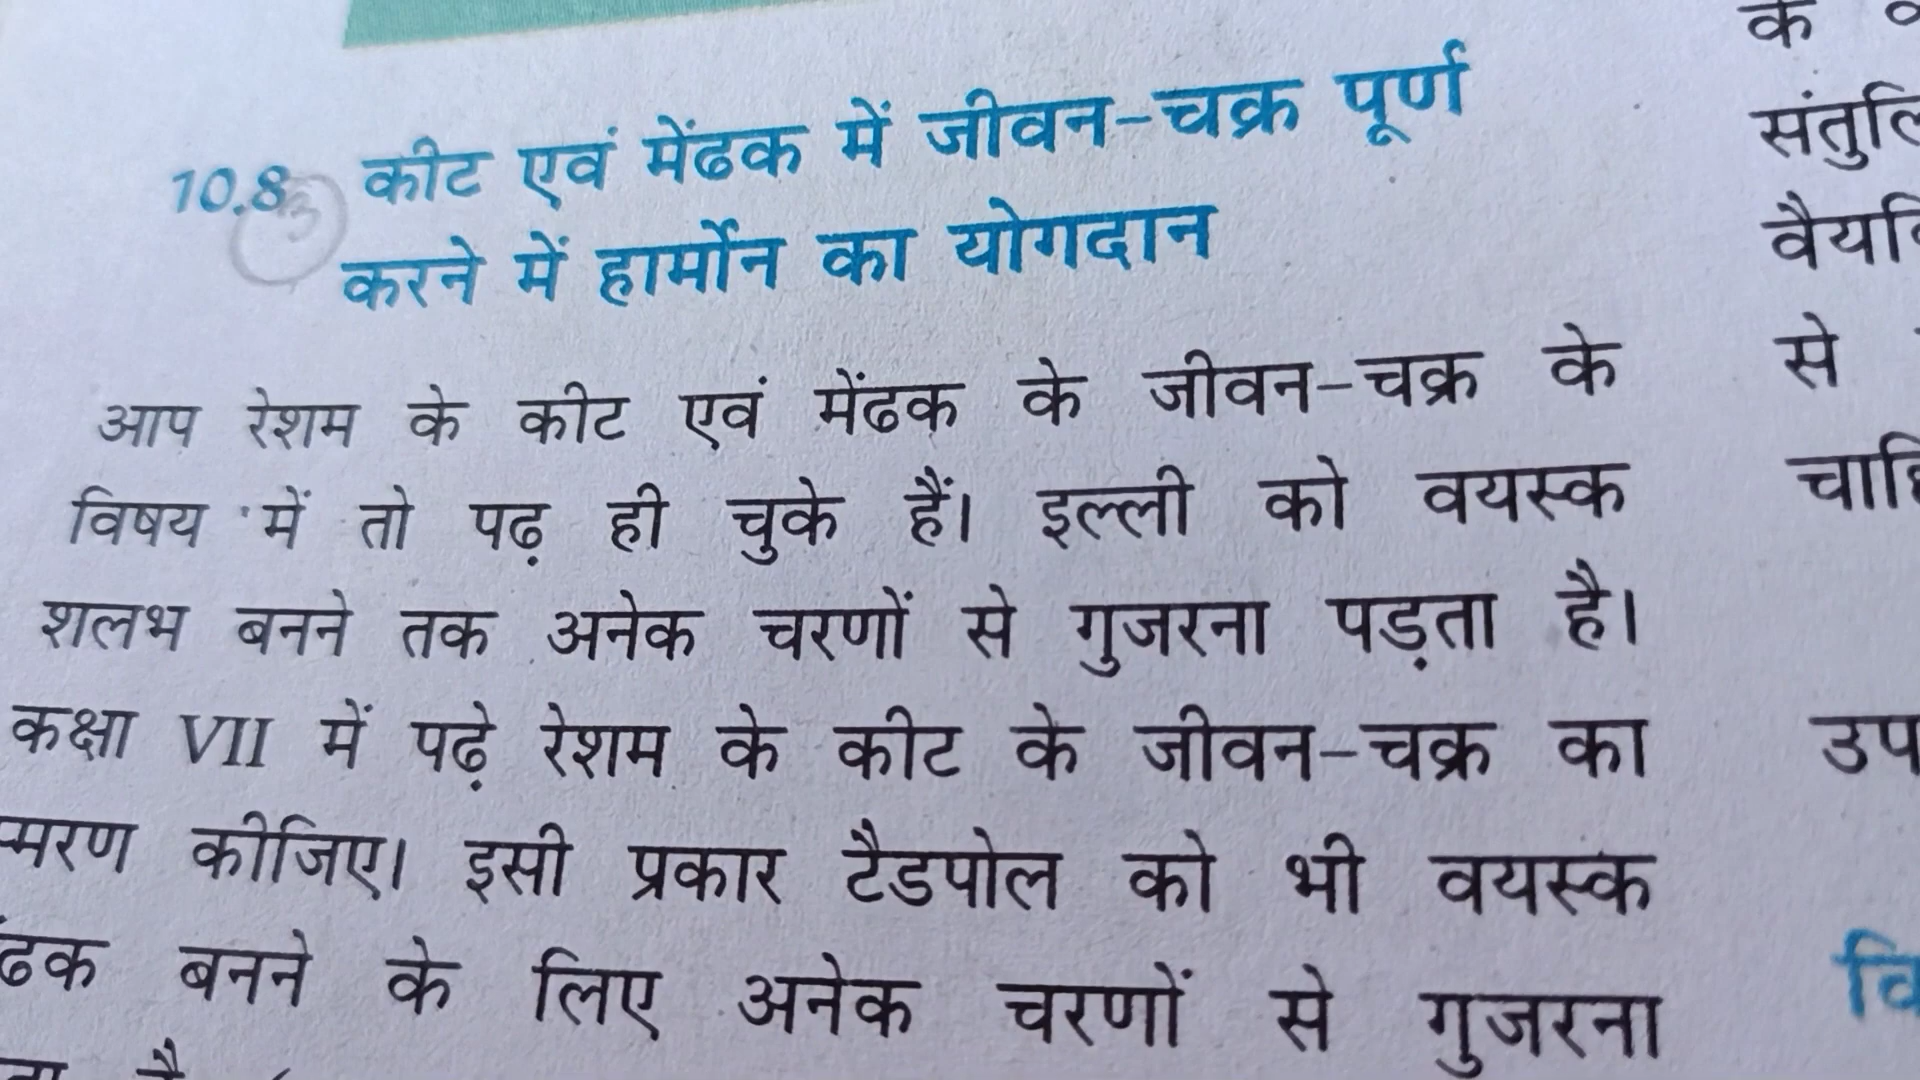 10.8 कीट एवं मेंढक में जीवन-चक्र पूर्ण
करने में हार्मोन का योगदान
आप रेशम के कीट एवं मेंढक के जीवन-चक्र के
विषय में तो पढ़ ही चुके हैं। इल्ली को वयस्क
शलभ बनने तक अनेक चरणों से गुजरना पड़ता है।
कक्षा VII में पढ़े रेशम के कीट के जीवन-चक्र का
कीजिए। इसी प्रकार टैडपोल को भी वयस्क
बनने के लिए अनेक चरणों से गुजरना
है
के
से